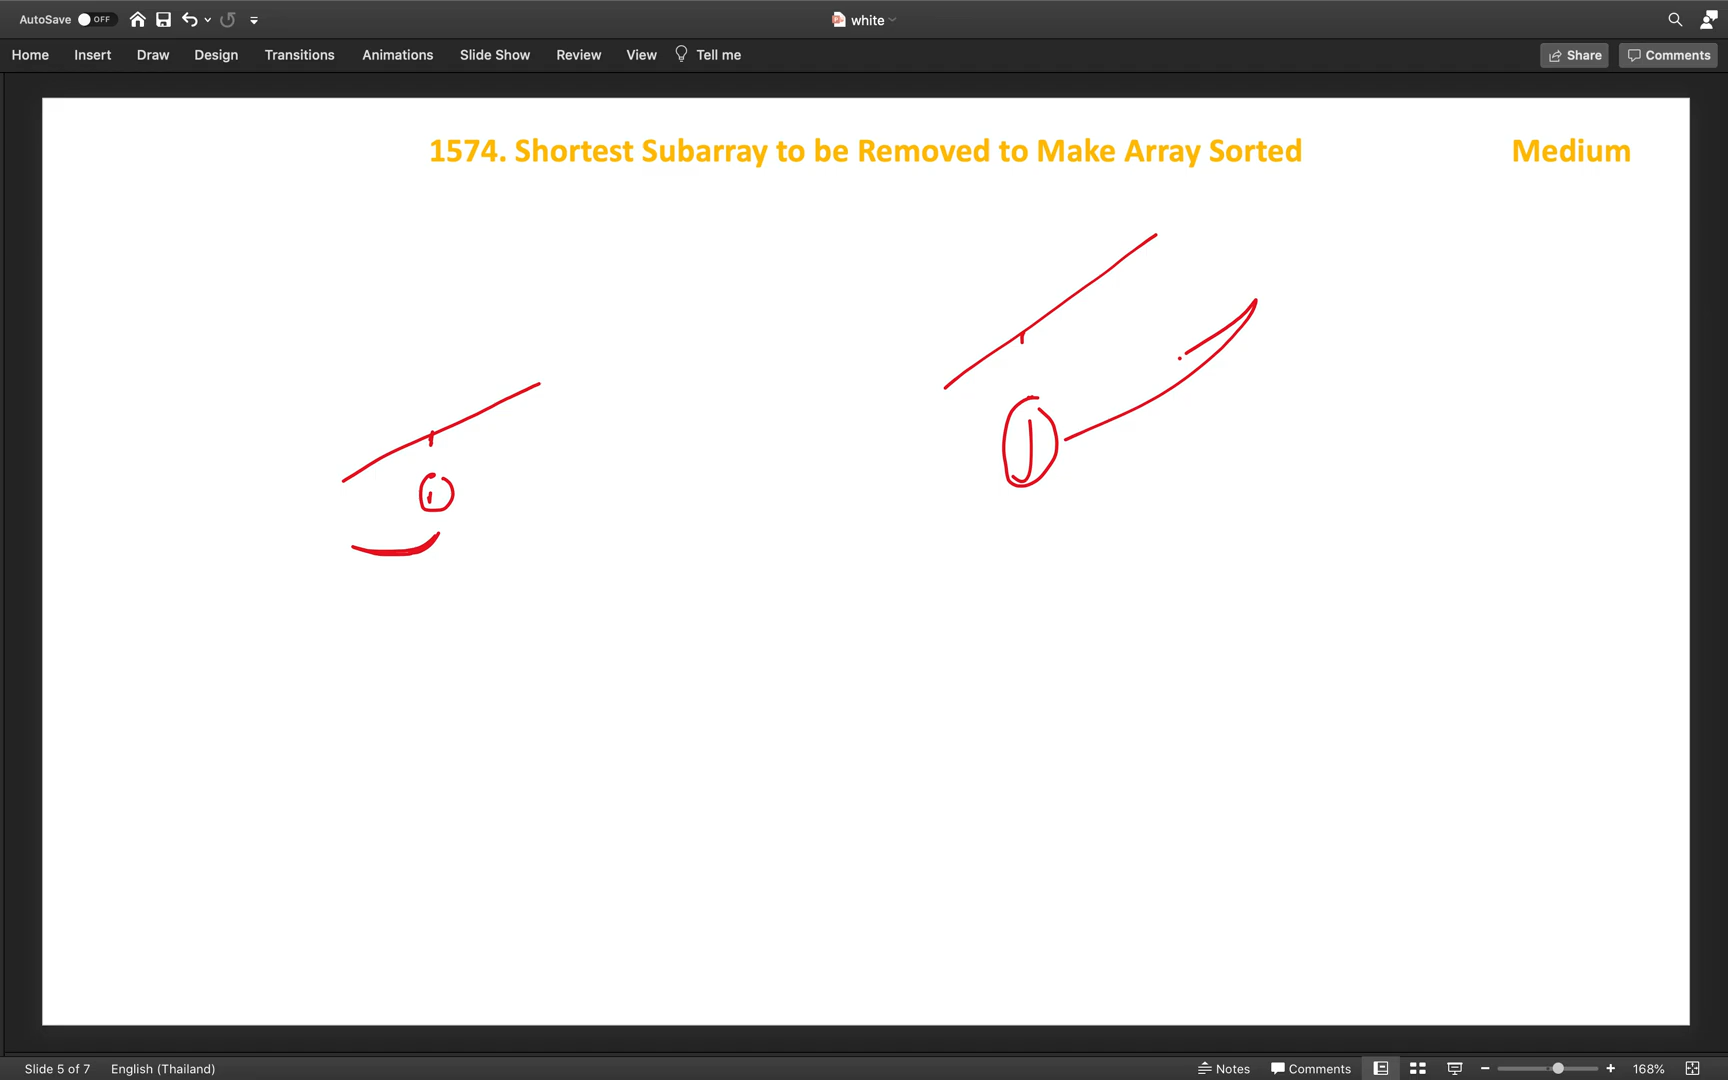 AutoSave OFF white
Home Insert Draw Design Transitions Animations Slide Show Review View Tell me Share Comments
1574. Shortest Subarray to be Removed to Make Array Sorted Medium
i
j
Slide 5 of 7 English (Thailand) Notes Comments 168%